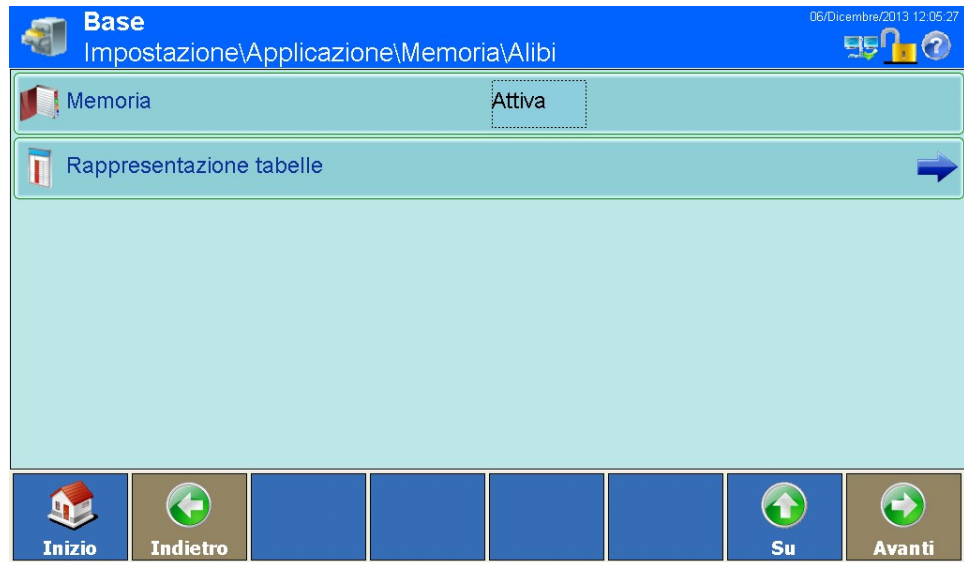 Base
06/Dicembre/2013 12:05:27
Impostazione\Applicazione\Memoria\Alibi
?
Memoria Attiva
Rappresentazione tabelle
Inizio Indietro Su Avanti